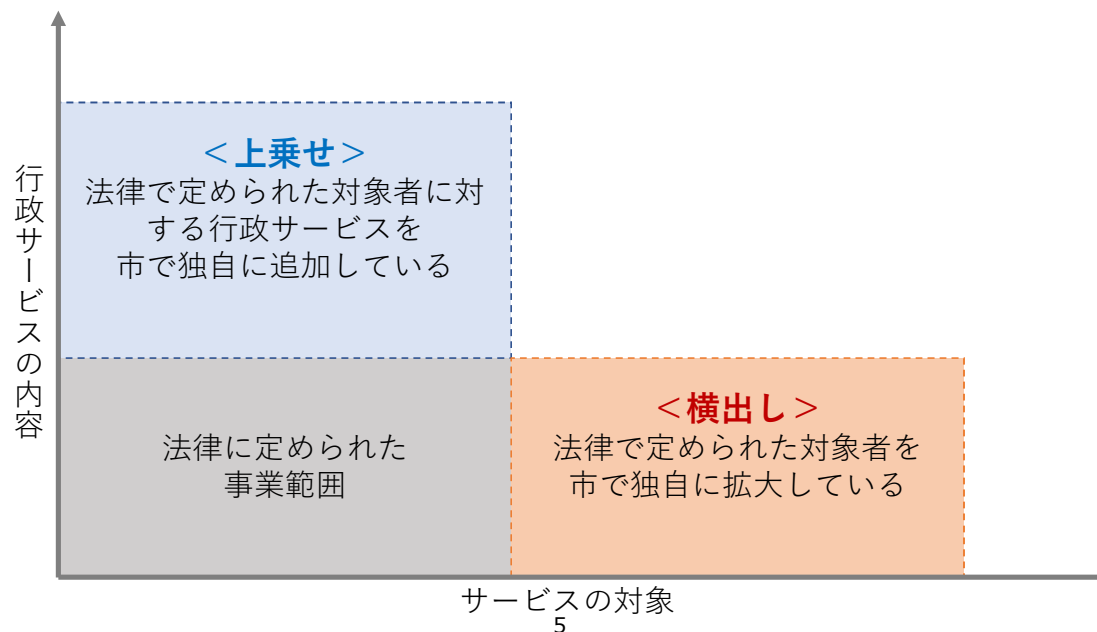 ＜上乗せ＞
法律で定められた対象者に対
する行政サービスを
市で独自に追加している
行政サービスの内容
法律に定められた
事業範囲
＜横出し＞
法律で定められた対象者を
市で独自に拡大している
サービスの対象
5